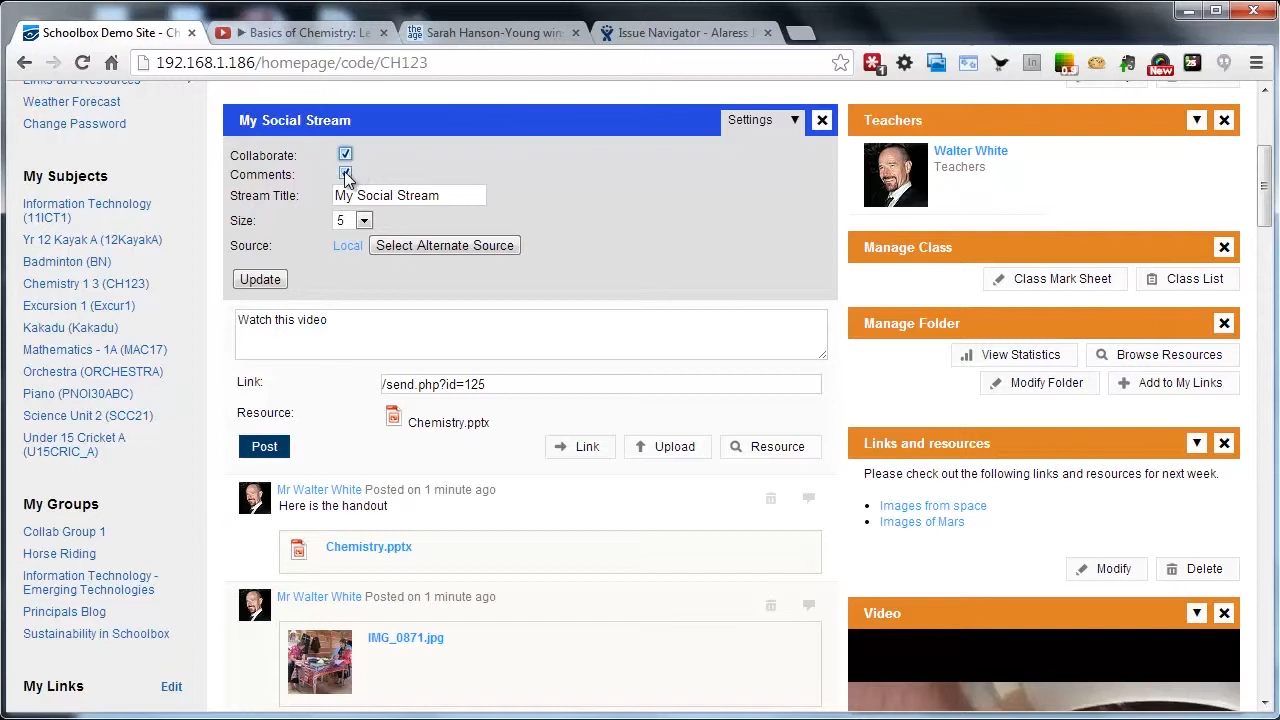 Schoolbox Demo Site - Ch
Basics of Chemistry: Le
the age Sarah Hanson-Young win
Issue Navigator - Alaress J
192.168.1.186/homepage/code/CH123
New
Links and Resources
Weather Forecast
Change Password
My Subjects
Information Technology
(11ICT1)
Yr 12 Kayak A (12KayakA)
Badminton (BN)
Chemistry 1 3 (CH123)
Excursion 1 (Excur1)
Kakadu (Kakadu)
Mathematics - 1A (MAC17)
Orchestra (ORCHESTRA)
Piano (PNOI30ABC)
Science Unit 2 (SCC21)
Under 15 Cricket A
(U15CRIC_A)
My Groups
Collab Group 1
Horse Riding
Information Technology -
Emerging Technologies
Principals Blog
Sustainability in Schoolbox
My Links Edit
My Social Stream
Settings
Collaborate:
Comments:
Stream Title: My Social Stream
Size: 5
Source: Local Select Alternate Source
Update
Watch this video
Link: /send.php?id=125
Resource: Chemistry.pptx
Post Link Upload Resource
Mr Walter White Posted on 1 minute ago
Here is the handout
Chemistry.pptx
Mr Walter White Posted on 1 minute ago
IMG_0871.jpg
Teachers
Walter White
Teachers
Manage Class
Class Mark Sheet Class List
Manage Folder
View Statistics Browse Resources
Modify Folder Add to My Links
Links and resources
Please check out the following links and resources for next week.
Images from space
Images of Mars
Modify Delete
Video